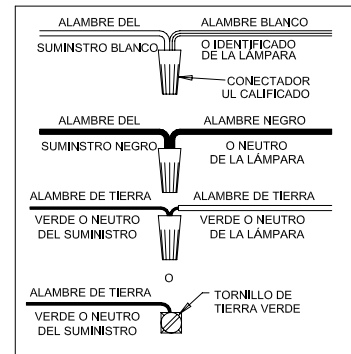 ALAMBRE DEL
SUMINSTRO BLANCO
ALAMBRE BLANCO
O IDENTIFICADO
DE LA LÁMPARA
CONECTADOR
UL CALIFICADO
ALAMBRE DEL
SUMINSTRO NEGRO
ALAMBRE NEGRO
O NEUTRO
DE LA LÁMPARA
ALAMBRE DE TIERRA
VERDE O NEUTRO
DEL SUMINISTRO
ALAMBRE DE TIERRA
VERDE O NEUTRO
DE LA LÁMPARA
O
ALAMBRE DE TIERRA
VERDE O NEUTRO
DEL SUMINISTRO
TORNILLO DE
TIERRA VERDE